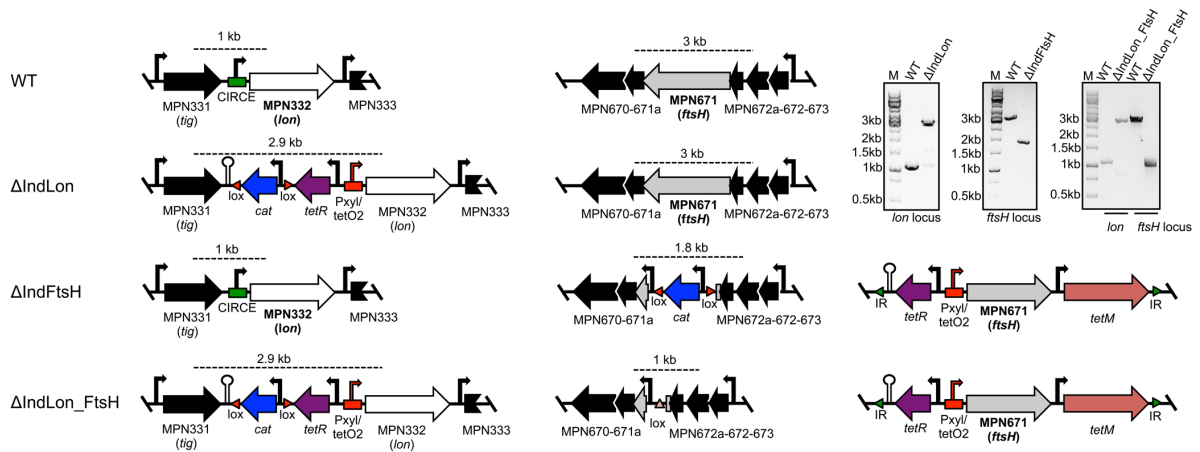 WT
1 kb
CIRCE
MPN331
(tig)
MPN332
(lon)
MPN333
3 kb
MPN670-671a
MPN671
(ftsH)
MPN672a-672-673
ΔIndLon
2.9 kb
lox
cat
lox
tetR
Pxyl/
tetO2
MPN331
(tig)
MPN332
(lon)
MPN333
3 kb
MPN670-671a
MPN671
(ftsH)
MPN672a-672-673
ΔIndFtsH
1 kb
CIRCE
MPN331
(tig)
MPN332
(lon)
MPN333
1.8 kb
lox
cat
lox
MPN670-671a
MPN672a-672-673
IR
tetR
Pxyl/
tetO2
MPN671
(ftsH)
tetM
IR
ΔIndLon_FtsH
2.9 kb
lox
cat
lox
tetR
Pxyl/
tetO2
MPN331
(tig)
MPN332
(lon)
MPN333
1 kb
lox
MPN670-671a
MPN672a-672-673
IR
tetR
Pxyl/
tetO2
MPN671
(ftsH)
tetM
IR
M
WT
ΔIndLon
3kb
2kb
1.5kb
1kb
0.5kb
lon locus
M
WT
ΔIndFtsH
3kb
2kb
1.5kb
1kb
0.5kb
ftsH locus
M
WT
ΔIndLon_FtsH
WT
ΔIndLon_FtsH
3kb
2kb
1.5kb
1kb
0.5kb
lon
ftsH locus